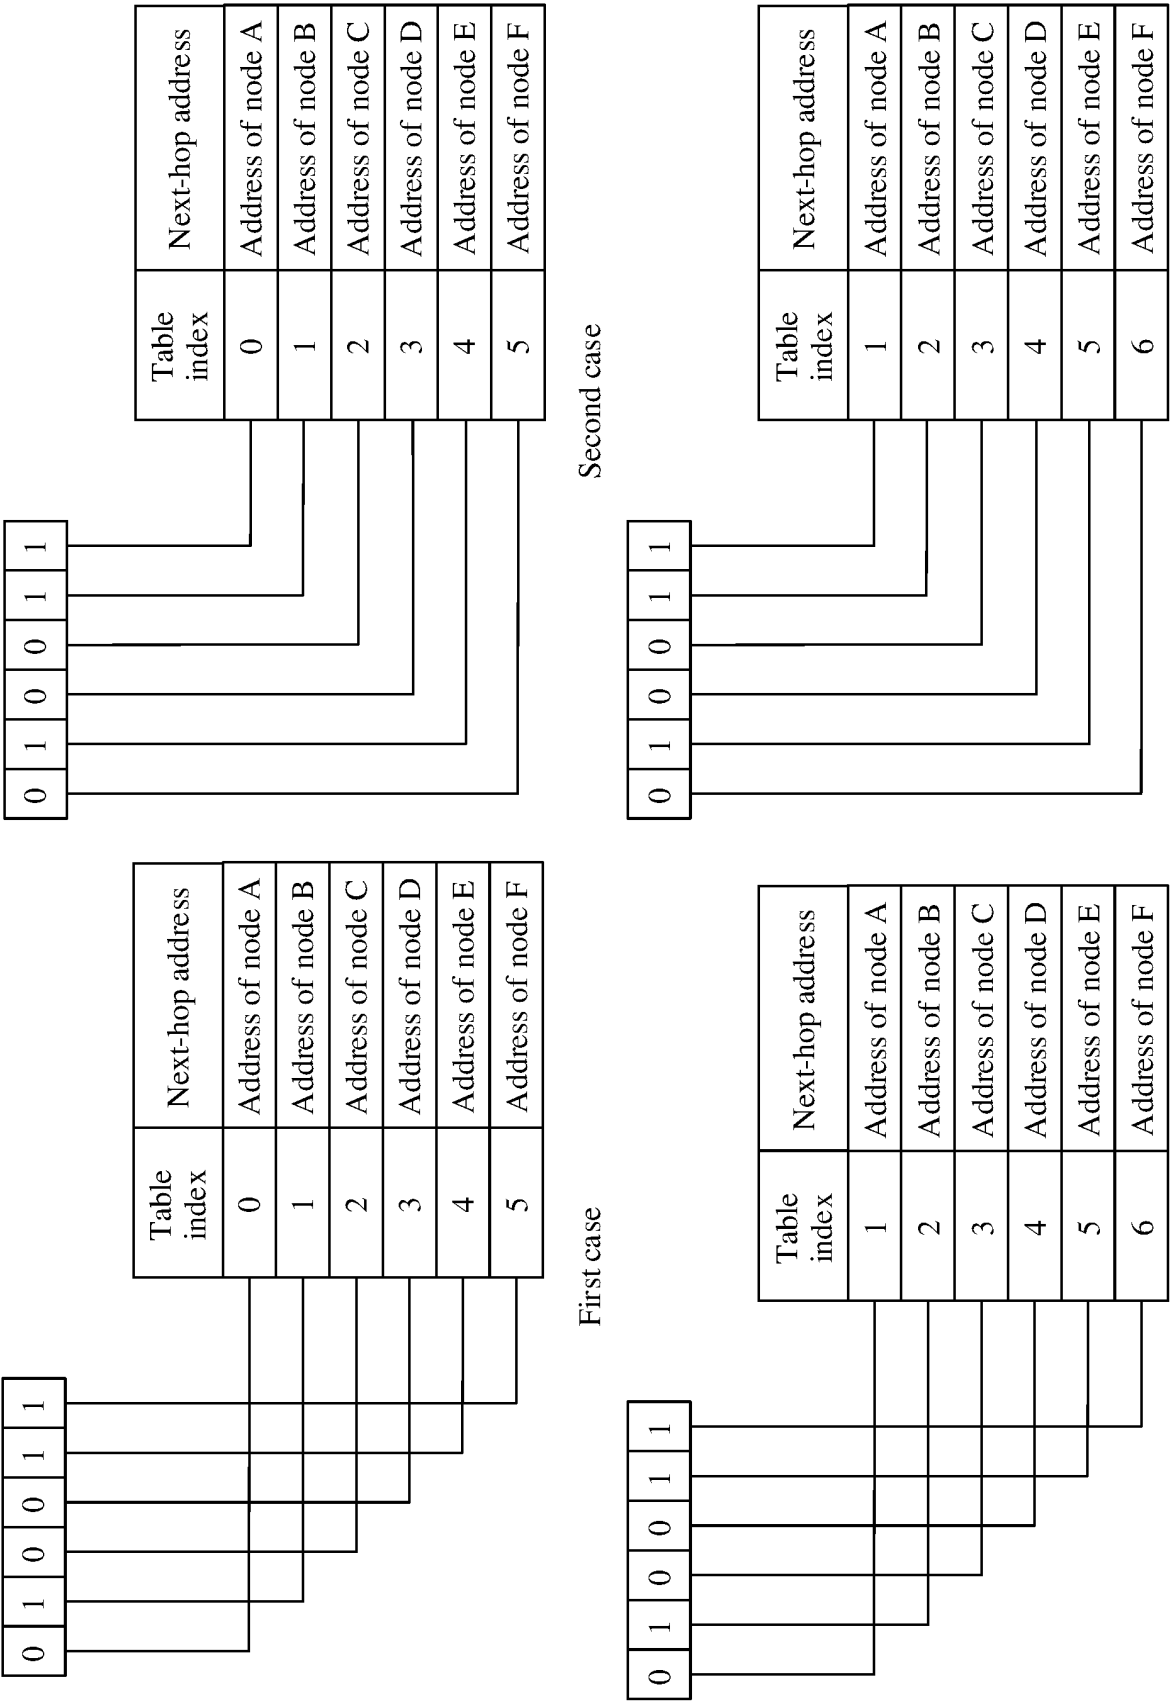 0 1 0 0 1 1
Table index
Next-hop address
0 Address of node A
1 Address of node B
2 Address of node C
3 Address of node D
4 Address of node E
5 Address of node F
First case
0 1 0 0 1 1
Table index
Next-hop address
0 Address of node A
1 Address of node B
2 Address of node C
3 Address of node D
4 Address of node E
5 Address of node F
Second case
0 1 0 0 1 1
Table index
Next-hop address
1 Address of node A
2 Address of node B
3 Address of node C
4 Address of node D
5 Address of node E
6 Address of node F
0 1 0 0 1 1
Table index
Next-hop address
1 Address of node A
2 Address of node B
3 Address of node C
4 Address of node D
5 Address of node E
6 Address of node F